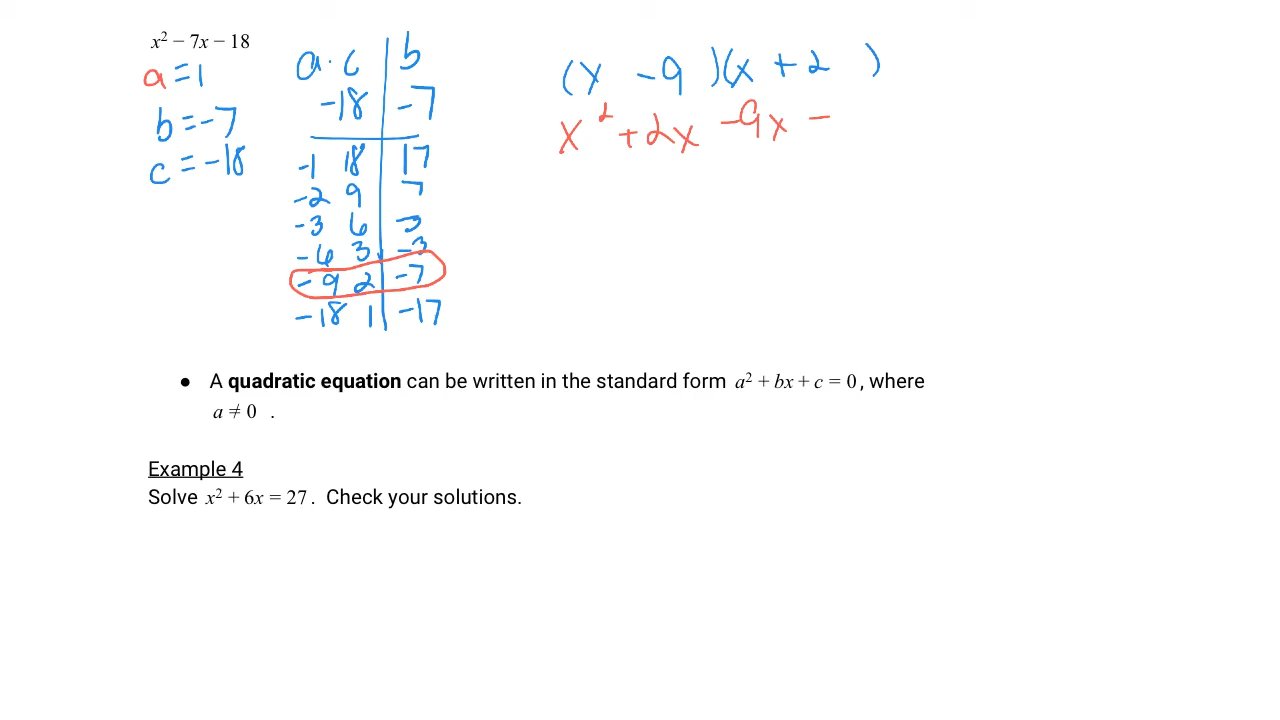 x² − 7x − 18
a = 1
b = -7
c = -18
a · c b
-18 -7
-1 18 17
-2 9 7
-3 6 3
-6 3 -3
-9 2 -7
-18 1 -17
(x -9 )(x +2 )
x² +2x -9x -
● A quadratic equation can be written in the standard form a² + bx + c = 0, where
a ≠ 0 .
Example 4
Solve x² + 6x = 27. Check your solutions.